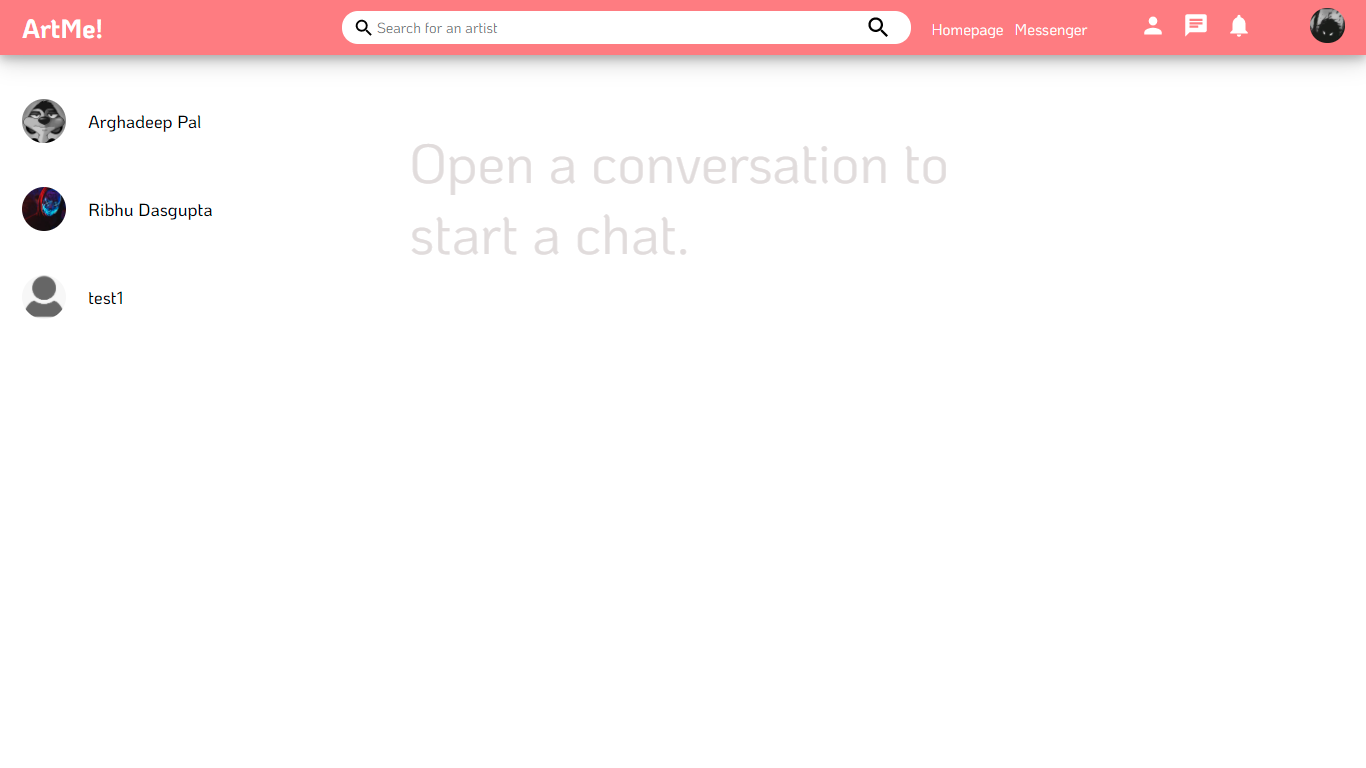 ArtMe!
Search for an artist
Homepage Messenger
Arghadeep Pal
Ribhu Dasgupta
test1
Open a conversation to
start a chat.